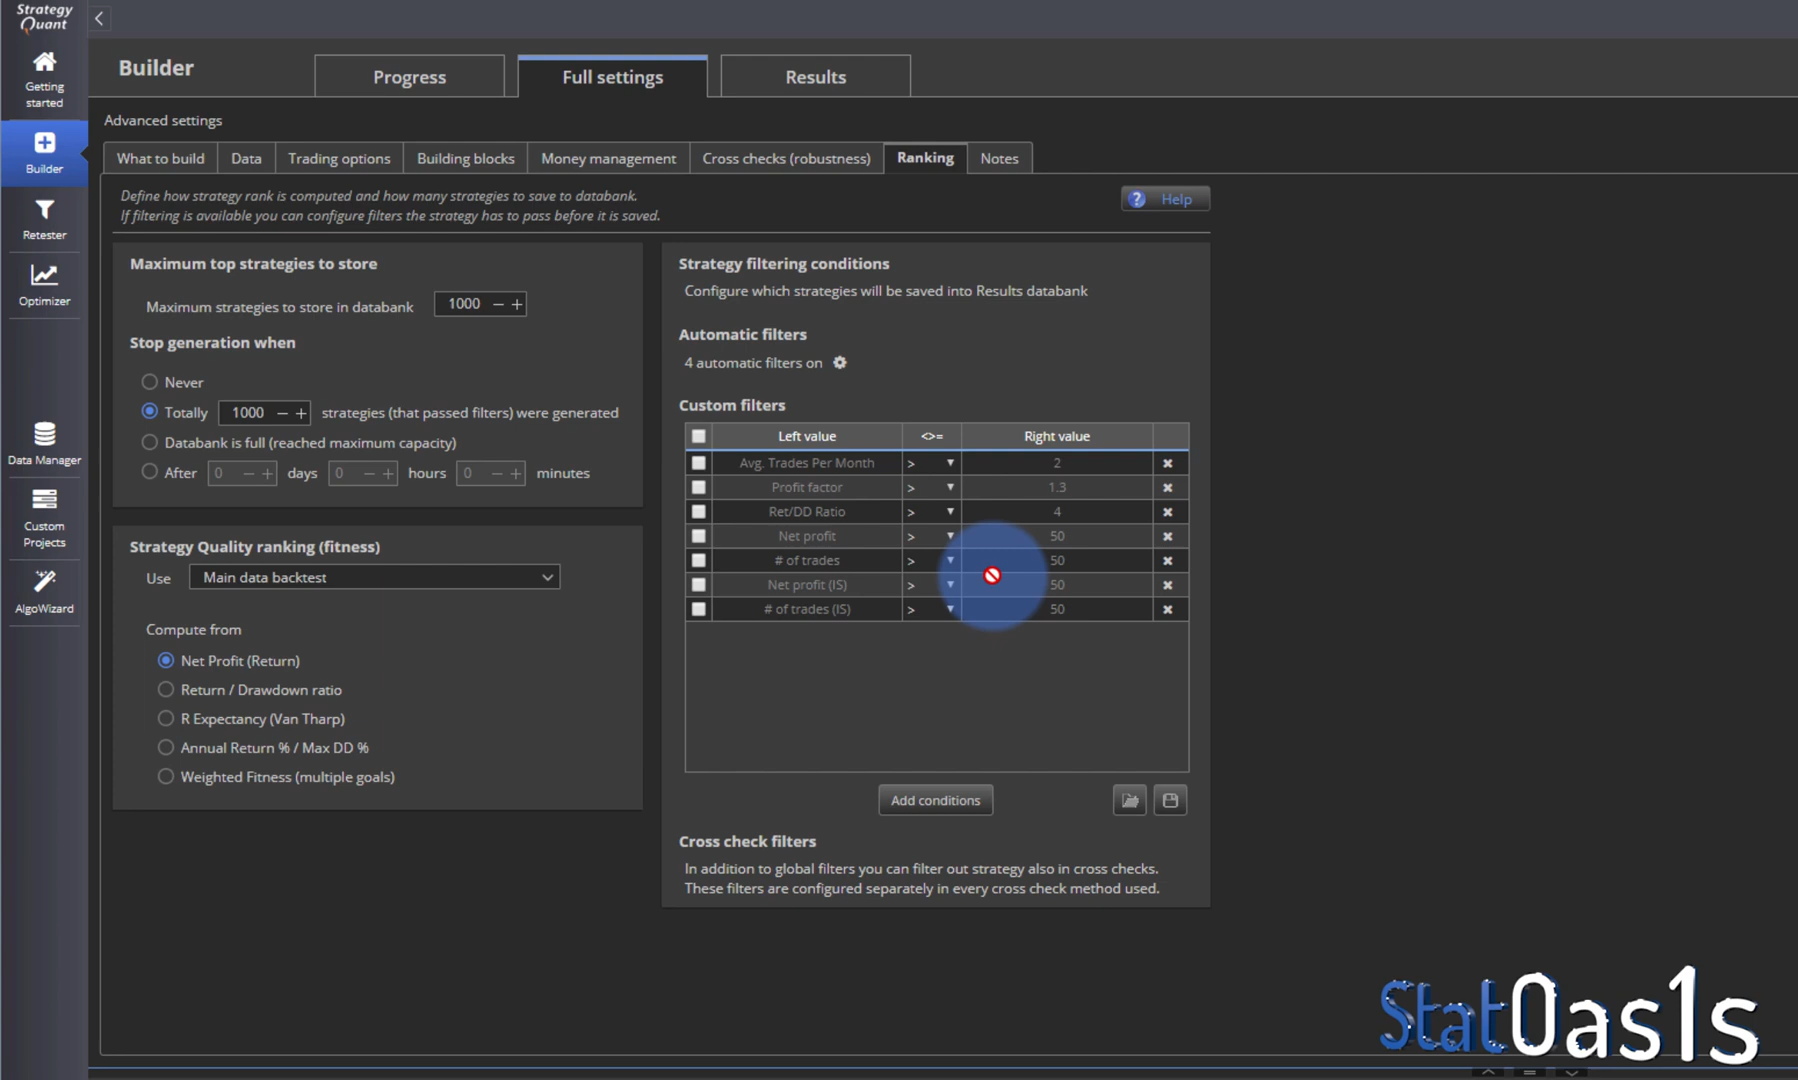 Strategy
Quant
Getting
started
Builder
Retester
Optimizer
Data Manager
Custom
Projects
AlgoWizard
Builder
Progress
Full settings
Results
Advanced settings
What to build
Data
Trading options
Building blocks
Money management
Cross checks (robustness)
Ranking
Notes
Define how strategy rank is computed and how many strategies to save to databank.
If filtering is available you can configure filters the strategy has to pass before it is saved.
? Help
Maximum top strategies to store
Maximum strategies to store in databank 1000 − +
Stop generation when
Never
Totally 1000 − + strategies (that passed filters) were generated
Databank is full (reached maximum capacity)
After 0 − + days 0 − + hours 0 − + minutes
Strategy Quality ranking (fitness)
Use Main data backtest
Compute from
Net Profit (Return)
Return / Drawdown ratio
R Expectancy (Van Tharp)
Annual Return % / Max DD %
Weighted Fitness (multiple goals)
Strategy filtering conditions
Configure which strategies will be saved into Results databank
Automatic filters
4 automatic filters on
Custom filters
Left value <>= Right value
Avg. Trades Per Month > 2
Profit factor > 1.3
Ret/DD Ratio > 4
Net profit > 50
# of trades > 50
Net profit (IS) > 50
# of trades (IS) > 50
Add conditions
Cross check filters
In addition to global filters you can filter out strategy also in cross checks.
These filters are configured separately in every cross check method used.
StatOas1s